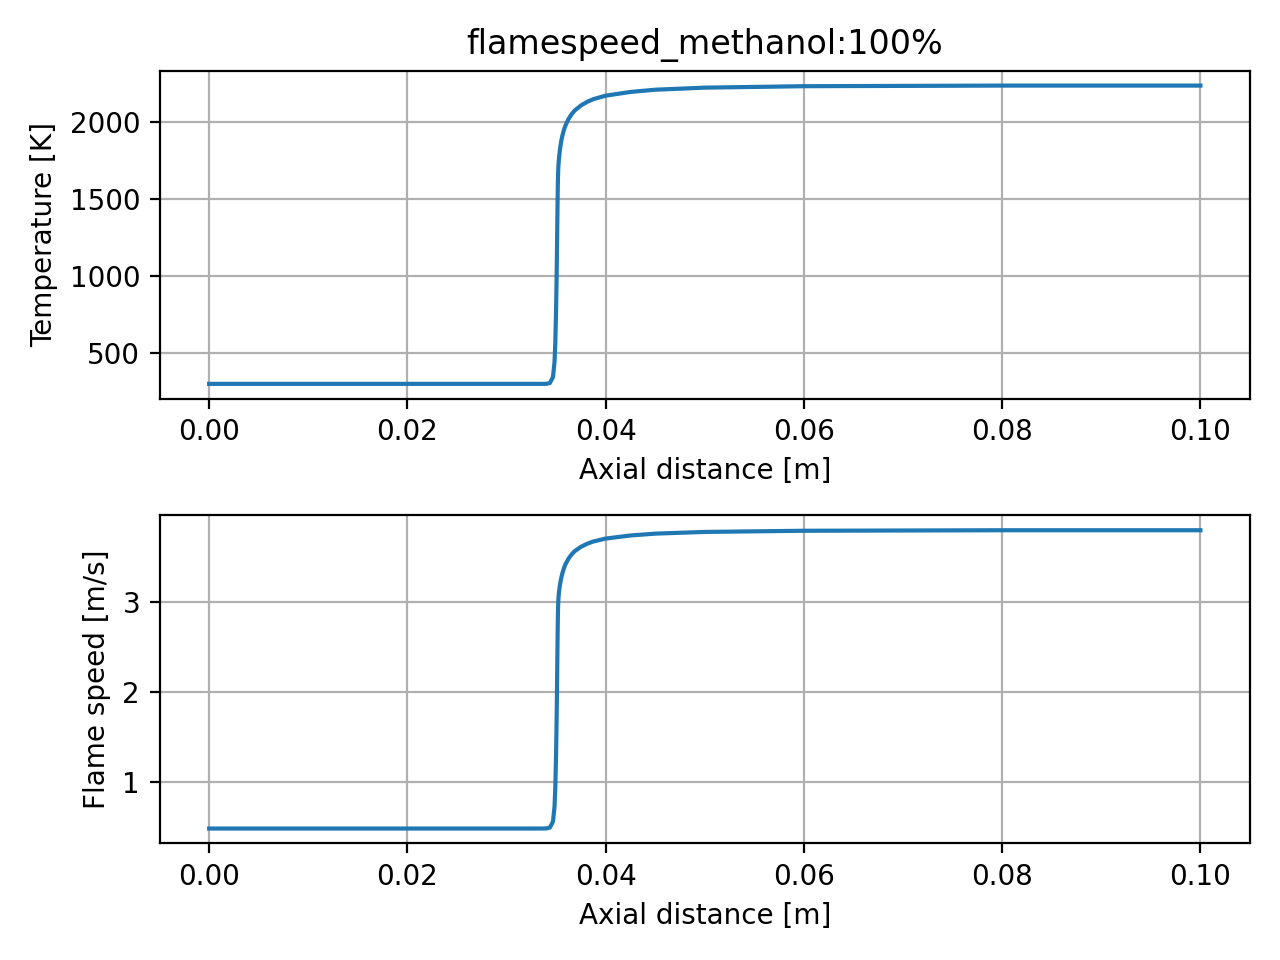 flamespeed_methanol:100%
Temperature [K]
2000
1500
1000
500
0.00 0.02 0.04 0.06 0.08 0.10
Axial distance [m]
Flame speed [m/s]
3
2
1
0.00 0.02 0.04 0.06 0.08 0.10
Axial distance [m]